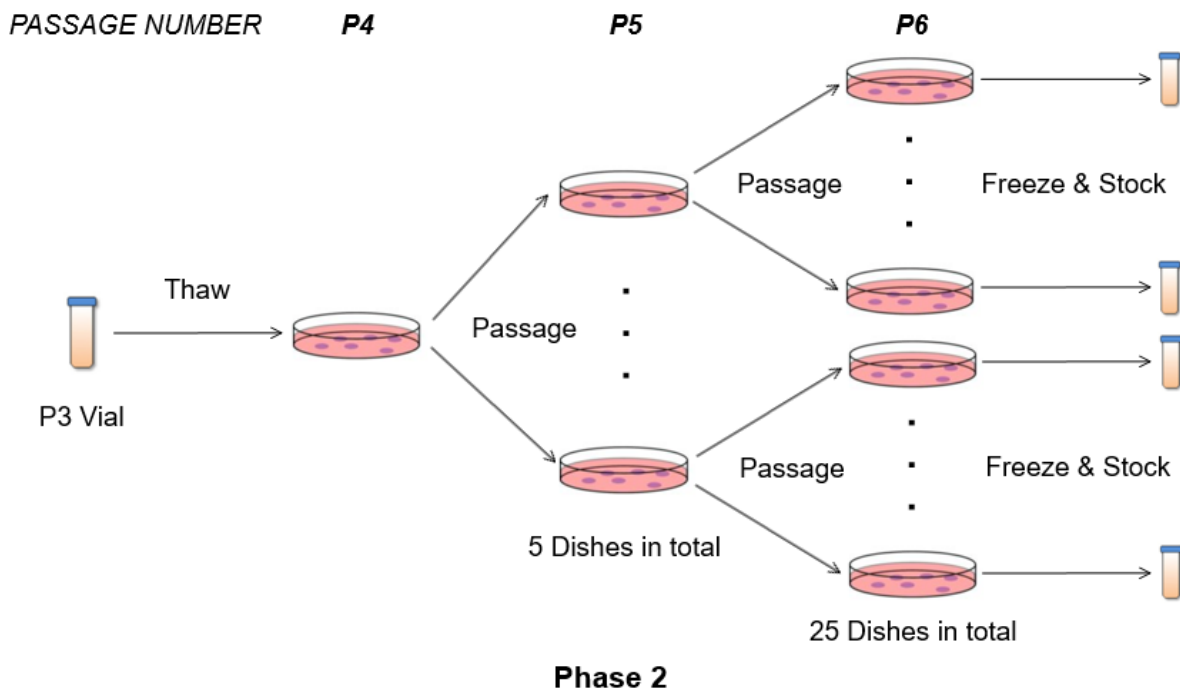 PASSAGE NUMBER P4 P5 P6
Passage Freeze & Stock
Thaw
Passage
P3 Vial
Passage Freeze & Stock
5 Dishes in total
25 Dishes in total
Phase 2